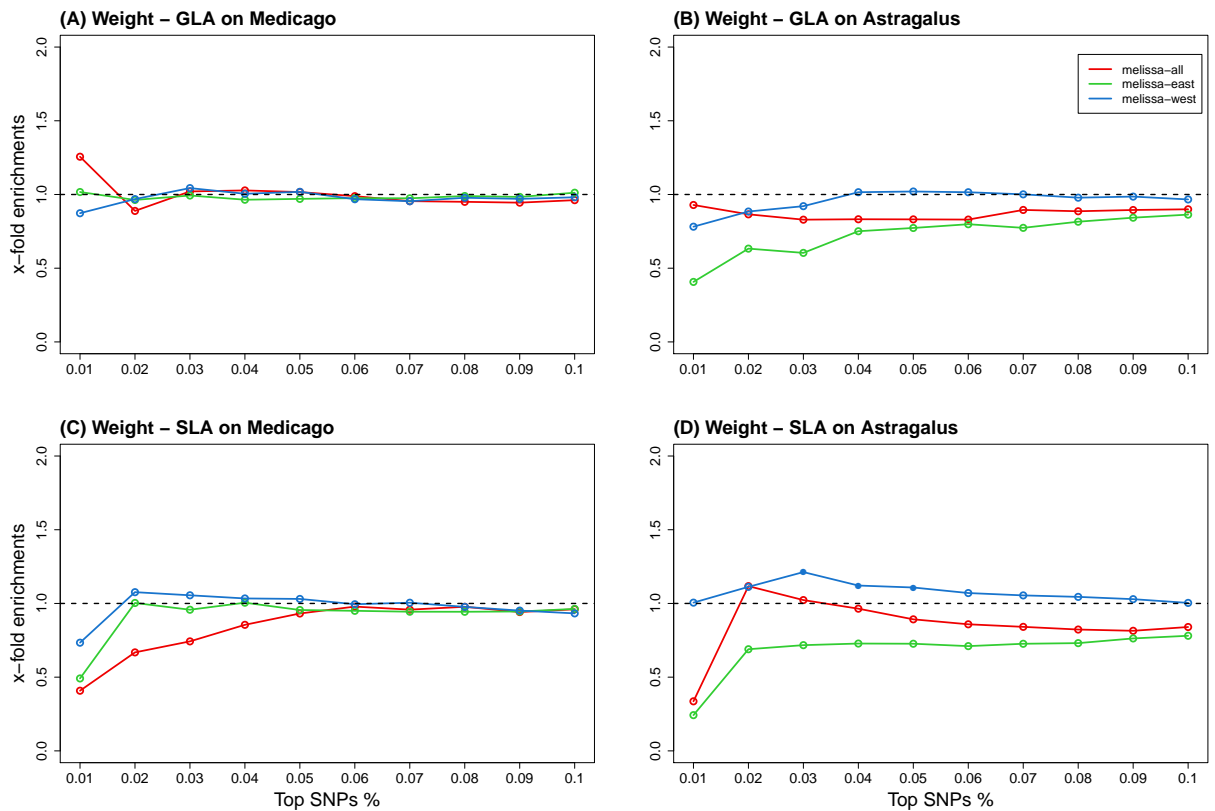 (A) Weight − GLA on Medicago
x−fold enrichments
2.0
1.5
1.0
0.5
0.0
0.01 0.02 0.03 0.04 0.05 0.06 0.07 0.08 0.09 0.1
(B) Weight − GLA on Astragalus
melissa−all
melissa−east
melissa−west
2.0
1.5
1.0
0.5
0.0
0.01 0.02 0.03 0.04 0.05 0.06 0.07 0.08 0.09 0.1
(C) Weight − SLA on Medicago
x−fold enrichments
2.0
1.5
1.0
0.5
0.0
0.01 0.02 0.03 0.04 0.05 0.06 0.07 0.08 0.09 0.1
Top SNPs %
(D) Weight − SLA on Astragalus
2.0
1.5
1.0
0.5
0.0
0.01 0.02 0.03 0.04 0.05 0.06 0.07 0.08 0.09 0.1
Top SNPs %